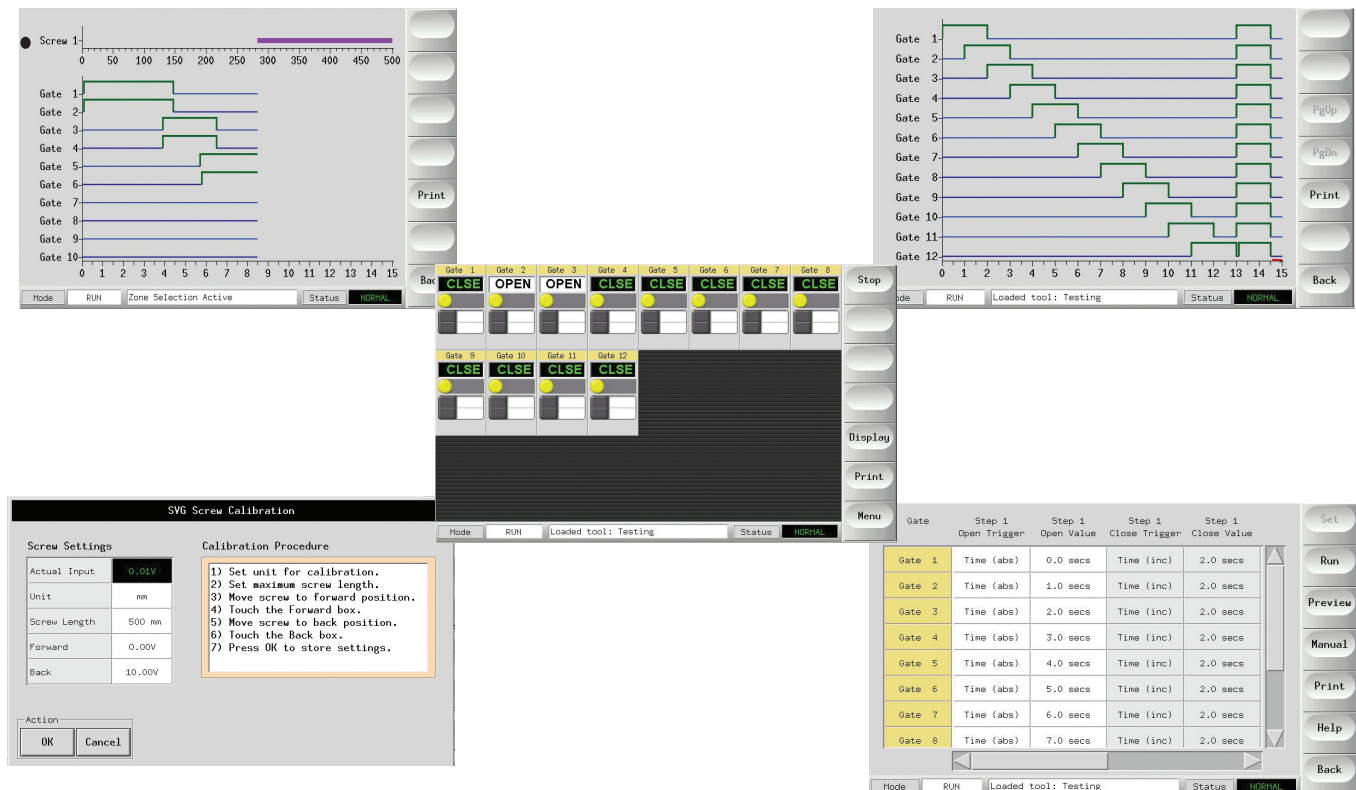 Screw 1
0 50 100 150 200 250 300 350 400 450 500
Gate 1
Gate 2
Gate 3
Gate 4
Gate 5
Gate 6
Gate 7
Gate 8
Gate 9
Gate 10
0 1 2 3 4 5 6 7 8 9 10 11 12 13 14 15
Print
Mode RUN Zone Selection Active Status NORMAL
Gate 1
Gate 2
Gate 3
Gate 4
Gate 5
Gate 6
Gate 7
Gate 8
Gate 9
Gate 10
Gate 11
Gate 12
0 1 2 3 4 5 6 7 8 9 10 11 12 13 14 15
PgUp
PgDn
Print
Back
RUN Loaded tool: Testing Status NORMAL
Gate 1 Gate 2 Gate 3 Gate 4 Gate 5 Gate 6 Gate 7 Gate 8
CLSE OPEN OPEN CLSE CLSE CLSE CLSE CLSE
Gate 9 Gate 10 Gate 11 Gate 12
CLSE CLSE CLSE CLSE
Stop
Display
Print
Menu
Mode RUN Loaded tool: Testing Status NORMAL
SVG Screw Calibration
Screw Settings
Actual Input 0.01V
Unit mm
Screw Length 500 mm
Forward 0.00V
Back 10.00V
Calibration Procedure
1) Set unit for calibration.
2) Set maximum screw length.
3) Move screw to forward position.
4) Touch the Forward box.
5) Move screw to back position.
6) Touch the Back box.
7) Press OK to store settings.
Action
OK Cancel
Gate Step 1 Step 1 Step 1 Step 1
Open Trigger Open Value Close Trigger Close Value
Gate 1 Time (abs) 0.0 secs Time (inc) 2.0 secs
Gate 2 Time (abs) 1.0 secs Time (inc) 2.0 secs
Gate 3 Time (abs) 2.0 secs Time (inc) 2.0 secs
Gate 4 Time (abs) 3.0 secs Time (inc) 2.0 secs
Gate 5 Time (abs) 4.0 secs Time (inc) 2.0 secs
Gate 6 Time (abs) 5.0 secs Time (inc) 2.0 secs
Gate 7 Time (abs) 6.0 secs Time (inc) 2.0 secs
Gate 8 Time (abs) 7.0 secs Time (inc) 2.0 secs
Set
Run
Preview
Manual
Print
Help
Back
Mode RUN Loaded tool: Testing Status NORMAL